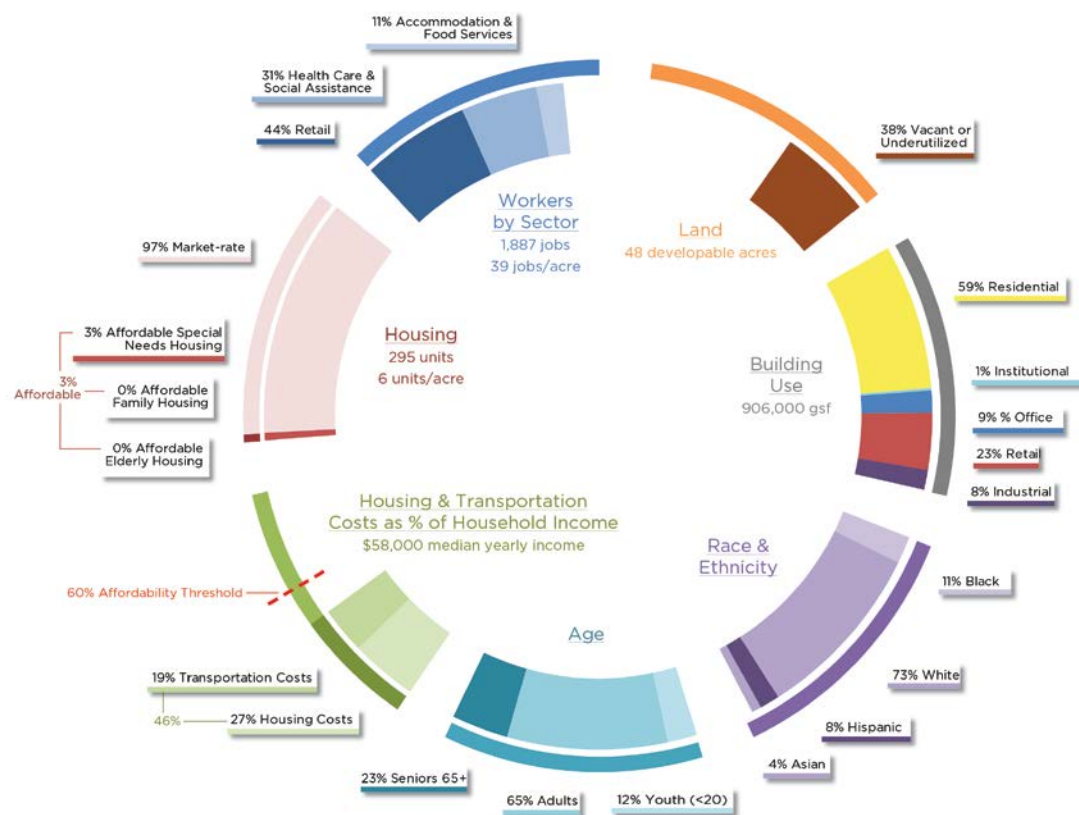 11% Accommodation &
Food Services
31% Health Care &
Social Assistance
44% Retail
Workers
by Sector
1,887 jobs
39 jobs/acre
38% Vacant or
Underutilized
Land
48 developable acres
59% Residential
1% Institutional
9% % Office
23% Retail
8% Industrial
Building
Use
906,000 gsf
97% Market-rate
3% Affordable Special
Needs Housing
3%
Affordable
0% Affordable
Family Housing
0% Affordable
Elderly Housing
Housing
295 units
6 units/acre
Housing & Transportation
Costs as % of Household Income
$58,000 median yearly income
60% Affordability Threshold
19% Transportation Costs
46%
27% Housing Costs
Race &
Ethnicity
11% Black
73% White
8% Hispanic
4% Asian
Age
23% Seniors 65+
65% Adults
12% Youth (<20)